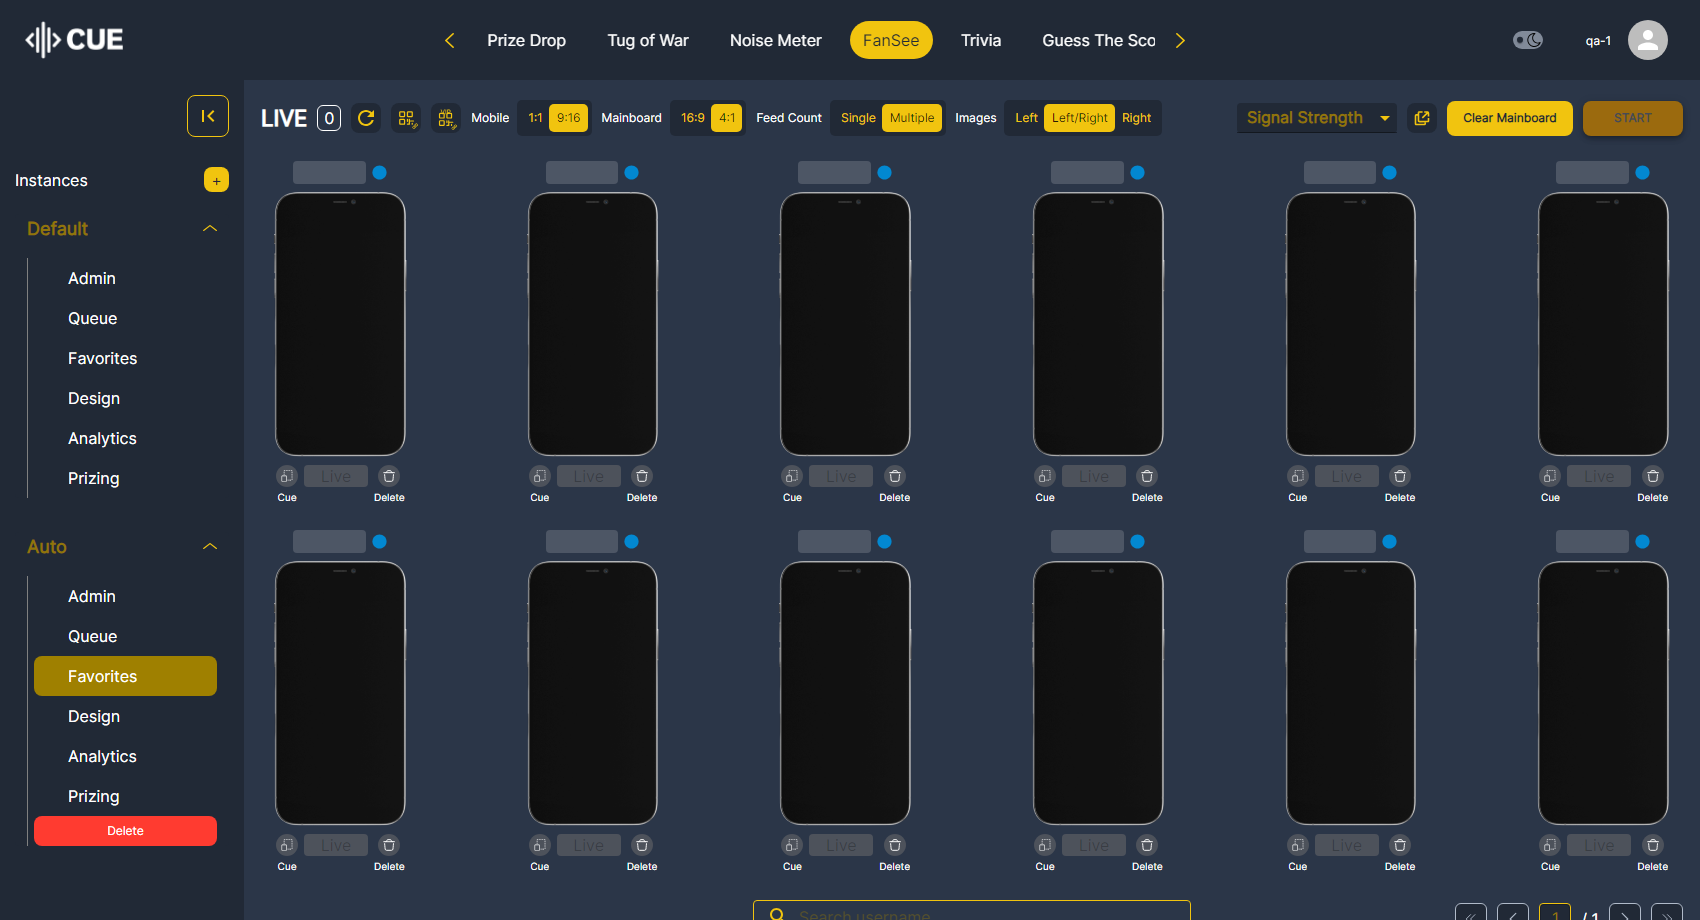 CUE
Prize Drop Tug of War Noise Meter FanSee Trivia Guess The Sco
qa-1
LIVE 0 Mobile 1:1 9:16 Mainboard 16:9 4:1 Feed Count Single Multiple Images Left Left/Right Right Signal Strength Clear Mainboard START
Instances +
Default
Admin
Queue
Favorites
Design
Analytics
Prizing
Auto
Admin
Queue
Favorites
Design
Analytics
Prizing
Delete
Live Live Live Live Live Live
Cue Delete Cue Delete Cue Delete Cue Delete Cue Delete Cue Delete
Live Live Live Live Live Live
Cue Delete Cue Delete Cue Delete Cue Delete Cue Delete Cue Delete
Search username
1 / 1